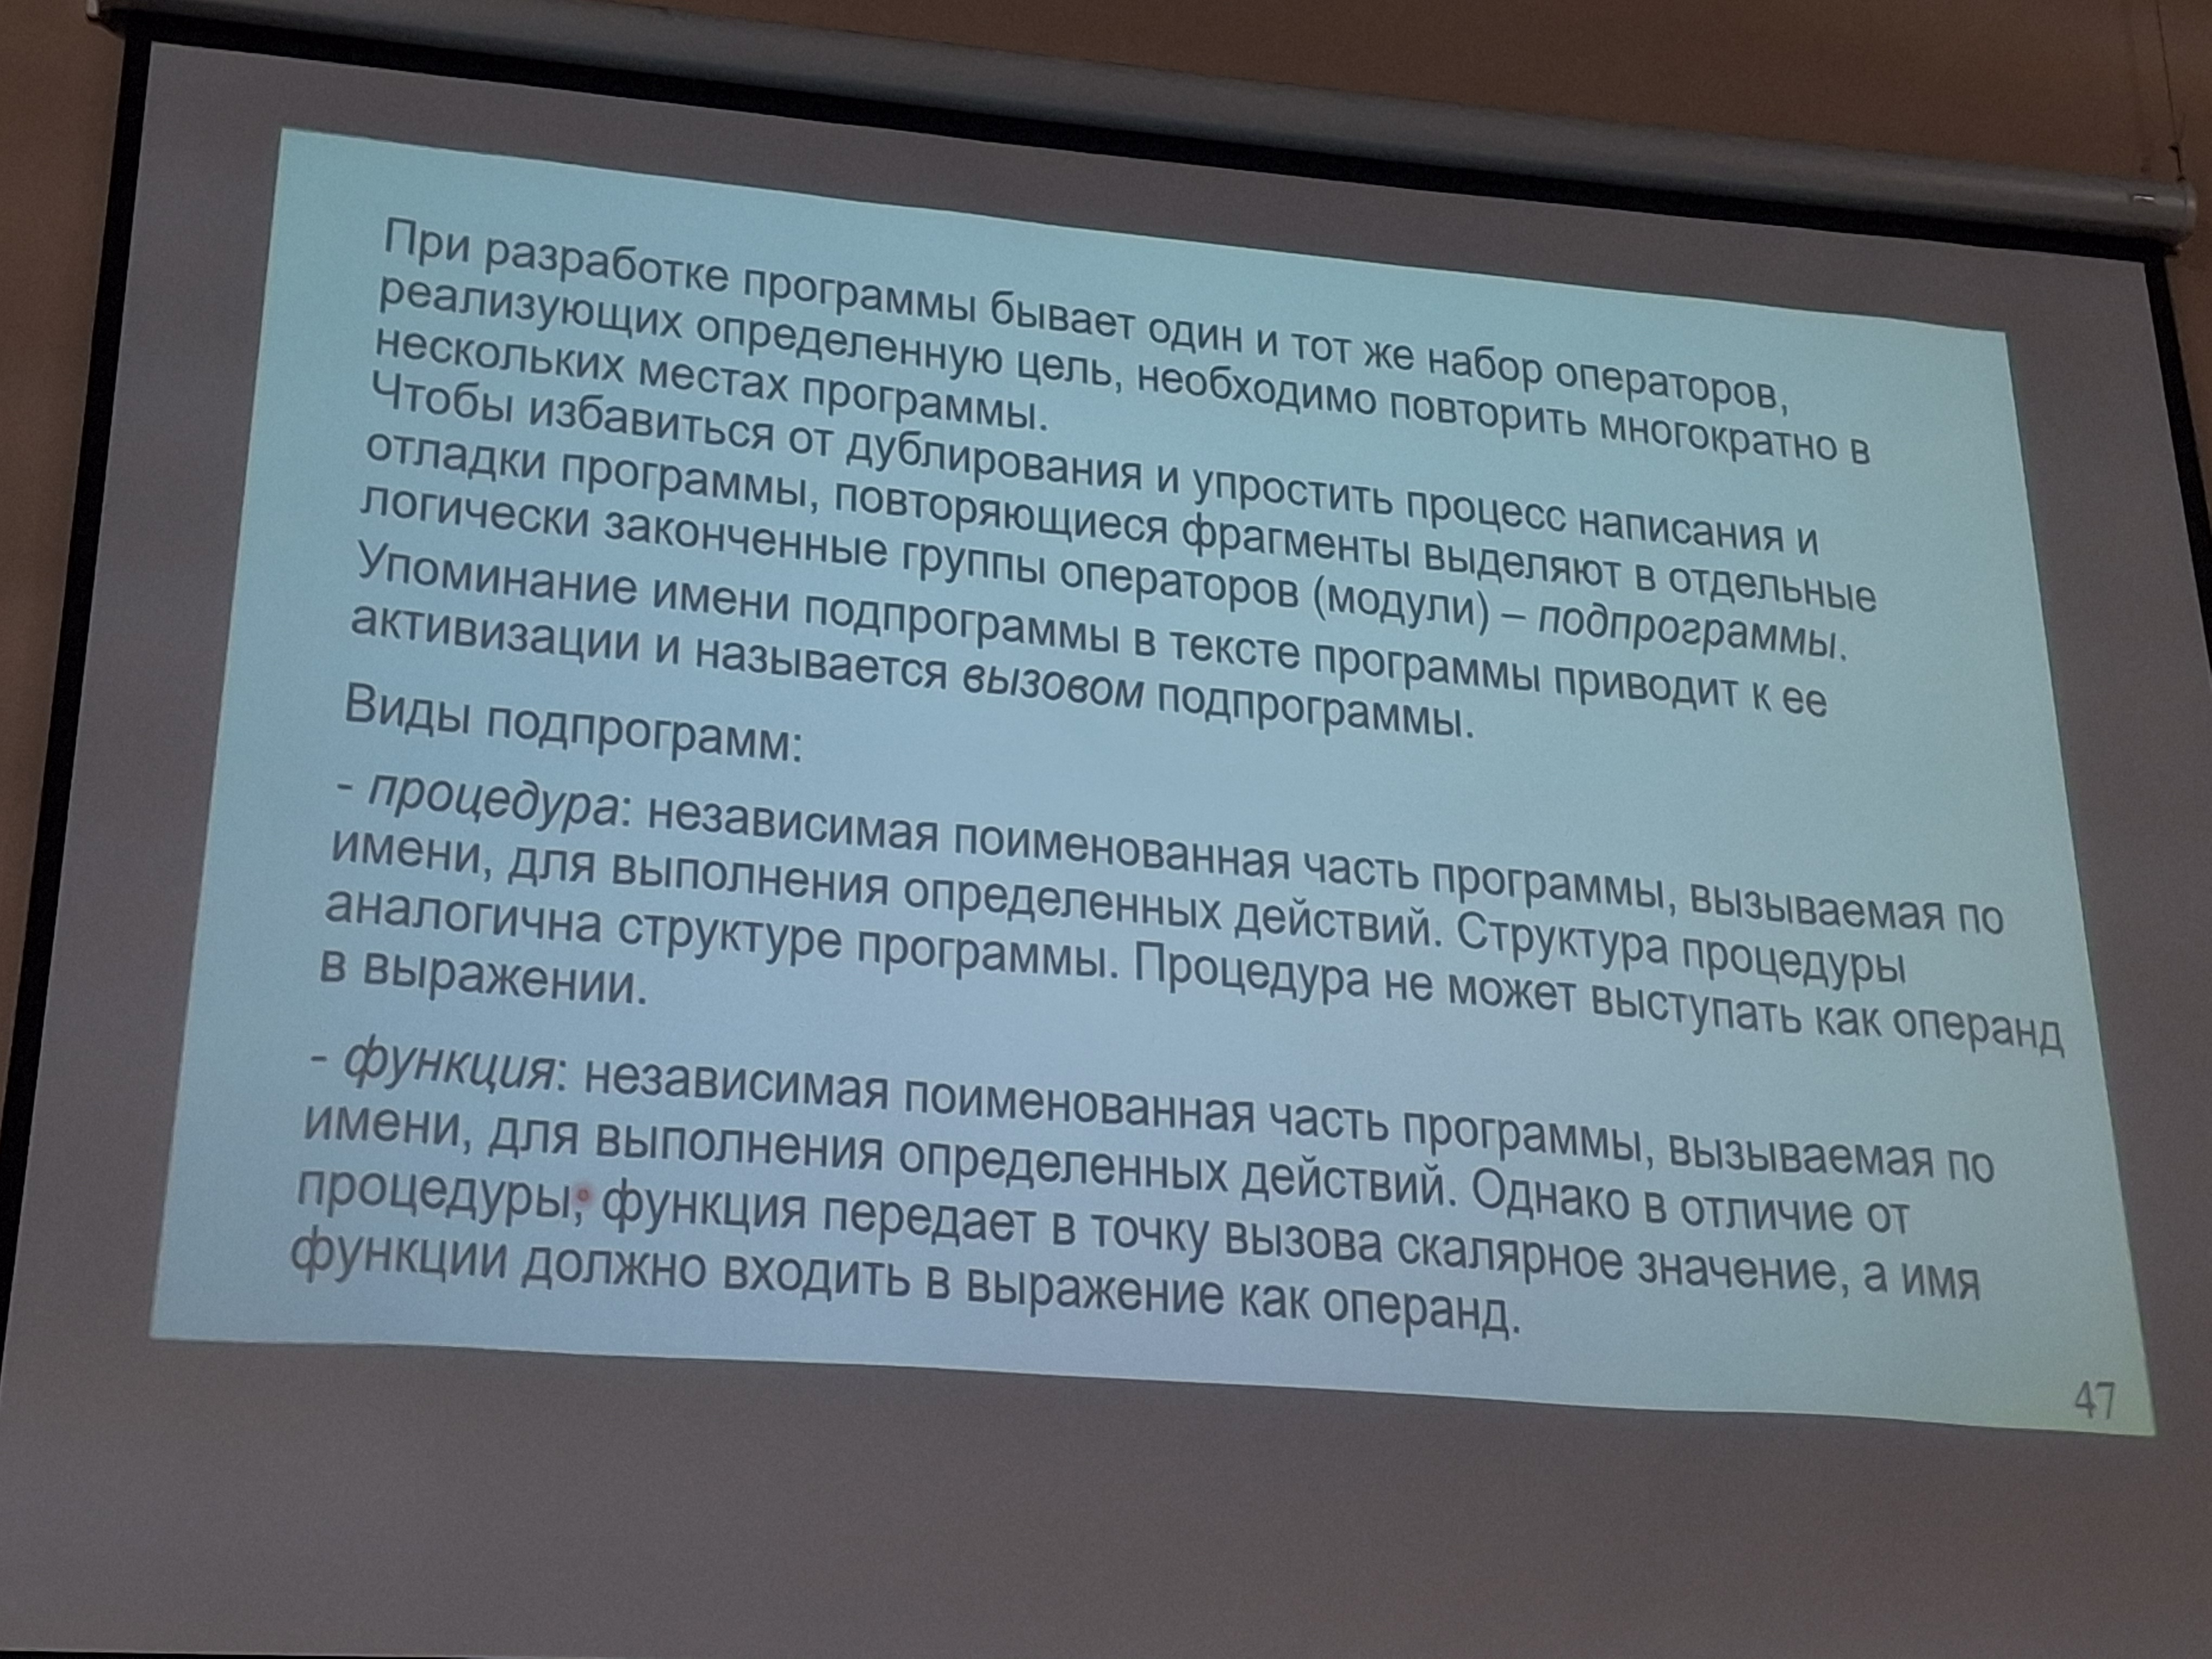 При разработке программы бывает один и тот же набор операторов,
реализующих определенную цель, необходимо повторить многократно в
нескольких местах программы.
Чтобы избавиться от дублирования и упростить процесс написания и
отладки программы, повторяющиеся фрагменты выделяют в отдельные
логически законченные группы операторов (модули) – подпрограммы.
Упоминание имени подпрограммы в тексте программы приводит к ее
активизации и называется вызовом подпрограммы.
Виды подпрограмм:
- процедура: независимая поименованная часть программы, вызываемая по
имени, для выполнения определенных действий. Структура процедуры
аналогична структуре программы. Процедура не может выступать как операнд
в выражении.
- функция: независимая поименованная часть программы, вызываемая по
имени, для выполнения определенных действий. Однако в отличие от
процедуры, функция передает в точку вызова скалярное значение, а имя
функции должно входить в выражение как операнд.
47